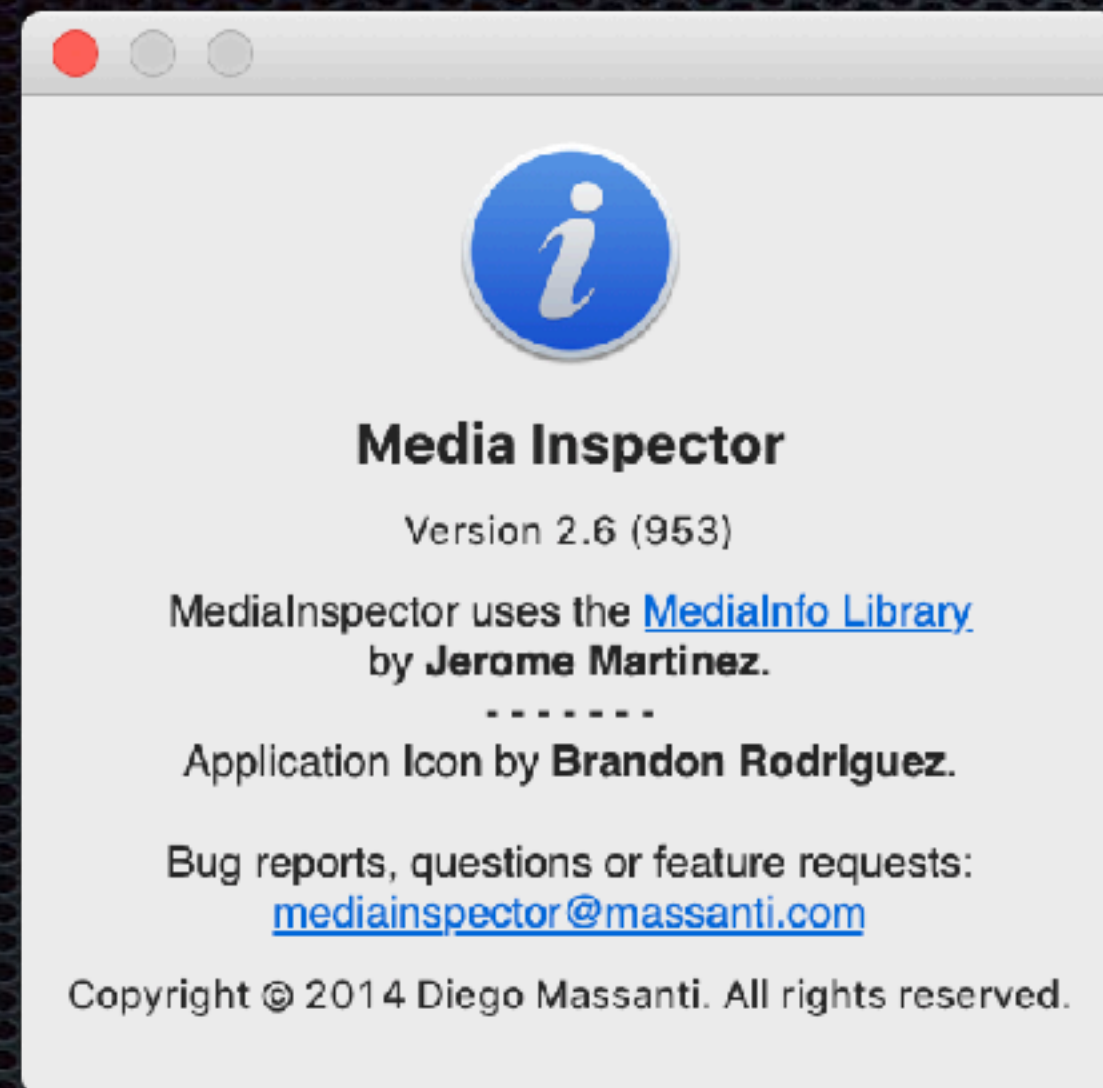 Media Inspector
Version 2.6 (953)
MediaInspector uses the MediaInfo Library
by Jerome Martinez.
- - - - - - -
Application Icon by Brandon Rodriguez.
Bug reports, questions or feature requests:
mediainspector@massanti.com
Copyright © 2014 Diego Massanti. All rights reserved.